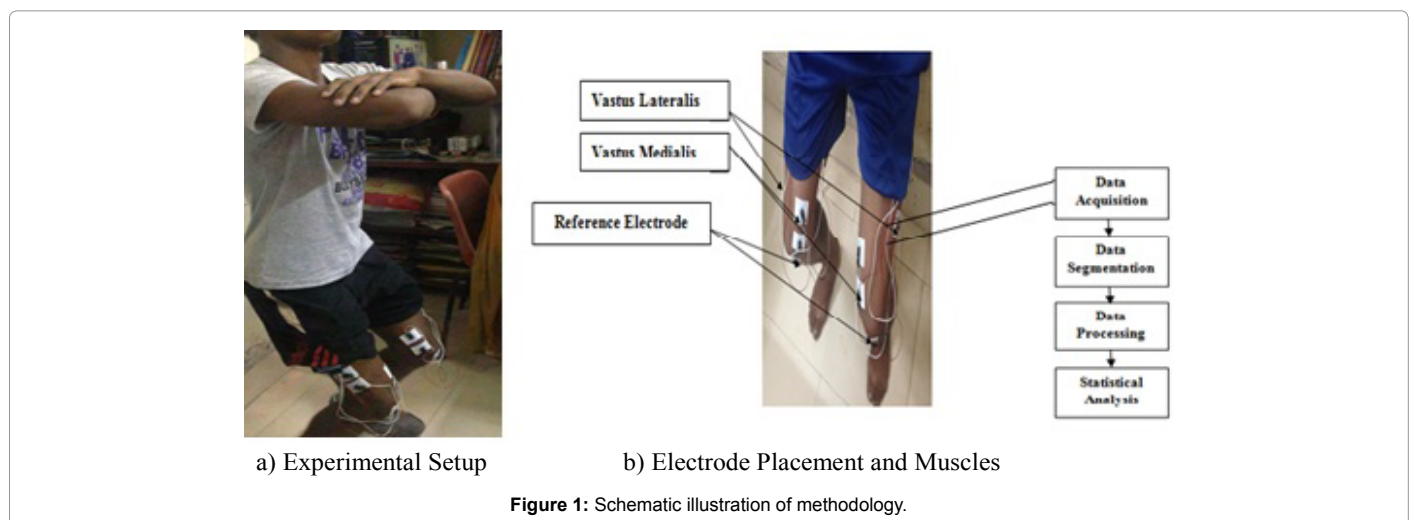 Vastus Lateralis
Vastus Medialis
Reference Electrode
Data
Acquisition
Data
Segmentation
Data
Processing
Statistical
Analysis
a) Experimental Setup
b) Electrode Placement and Muscles
Figure 1: Schematic illustration of methodology.